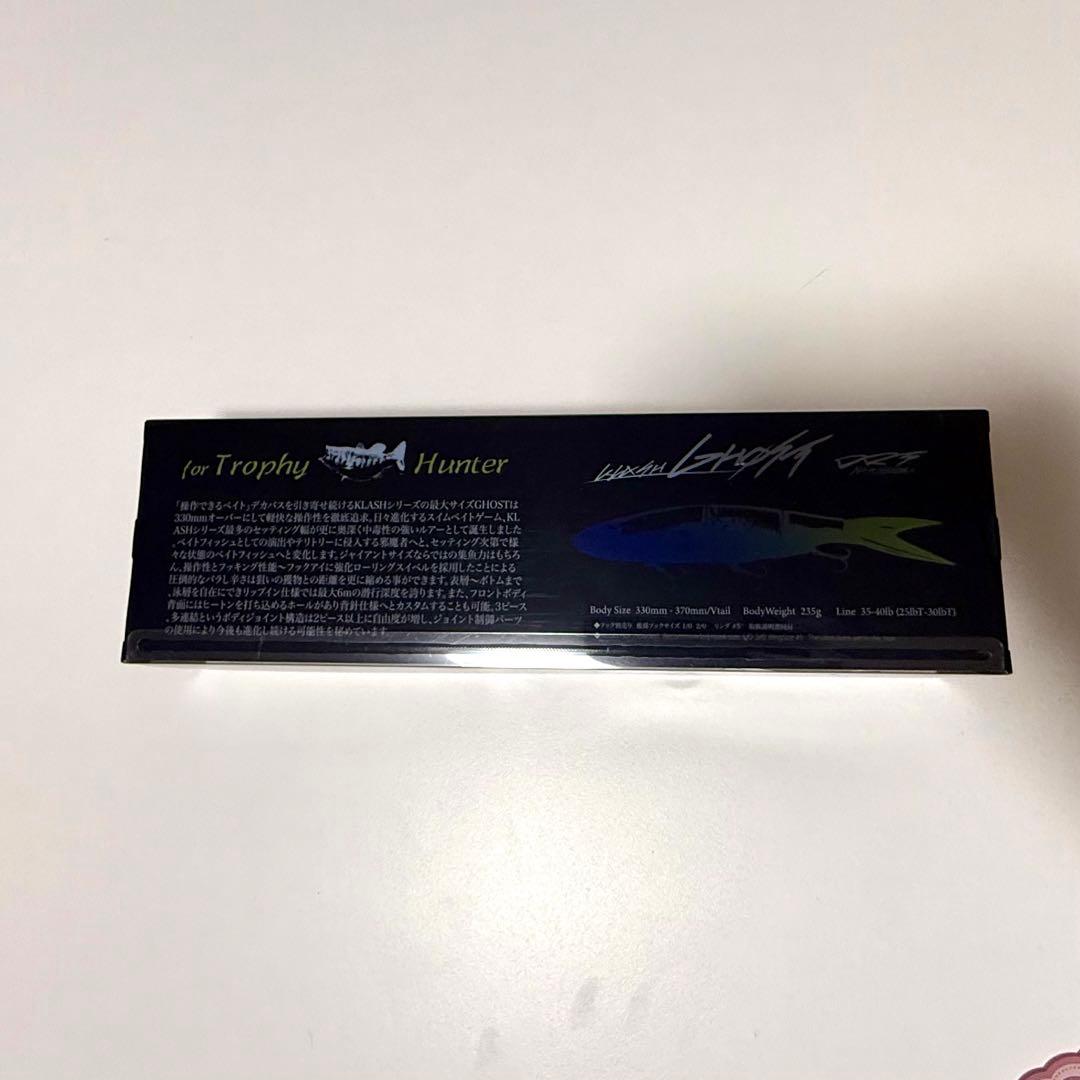 for Trophy Hunter
「操作できるベイト」デカバスを引き寄せ続けるKLASHシリーズの最大サイズGHOSTは
330mmオーバーにして軽快な操作性を徹底追求。日々進化するスイムベイトゲーム、KL
ASHシリーズ最多のセッティング幅が更に奥深く中毒性の強いルアーとして誕生しました
。ベイトフィッシュとしての演出やテリトリーに侵入する邪魔者へと、セッティング次第で様
々な状態のベイトフィッシュへと変化します。ジャイアントサイズならではの集魚力はもちろ
ん、操作性とフッキング性能〜フックアイに強化ローリングスイベルを採用したことによる
圧倒的なバラし辛さは狙いの獲物との距離を更に縮める事ができます。表層〜ボトムまで
、泳層を自在にできリップイン仕様では最大6mの潜行深度を誇ります。また、フロントボディ
背面にはヒートンを打ち込めるホールがあり背針仕様へとカスタムすることも可能。3ピース
、多連結というボディジョイント構造は2ピース以上に自由度が増し、ジョイント制御パーツ
の使用により今後も進化し続ける可能性を秘めています
KLASH GHOST DRT
Body Size 330mm - 370mm/Vtail BodyWeight 235g Line 35-40lb (25lbT-30lbT)
◆フック別売り 推奨フックサイズ 1/0 2/0 リング #5